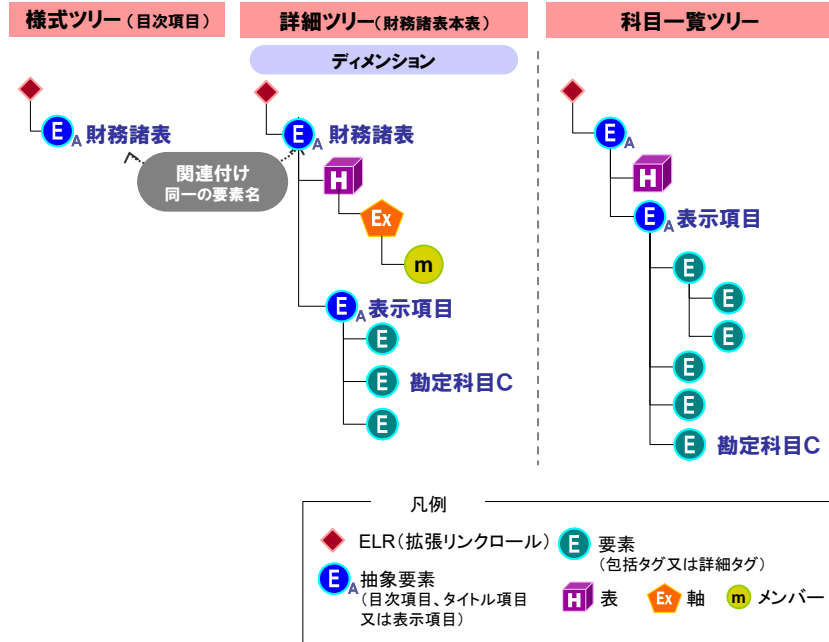 様式ツリー（目次項目）
詳細ツリー（財務諸表本表）
科目一覧ツリー
ディメンション
E A 財務諸表
E A 財務諸表
E A
関連付け
同一の要素名
H
H
Ex
E A 表示項目
m
E
E
E A 表示項目
E
E
E
E 勘定科目C
E
E
E 勘定科目C
凡例
ELR（拡張リンクロール）
E 要素
（包括タグ又は詳細タグ）
E A 抽象要素
（目次項目、タイトル項目
又は表示項目）
H 表 Ex 軸 m メンバー